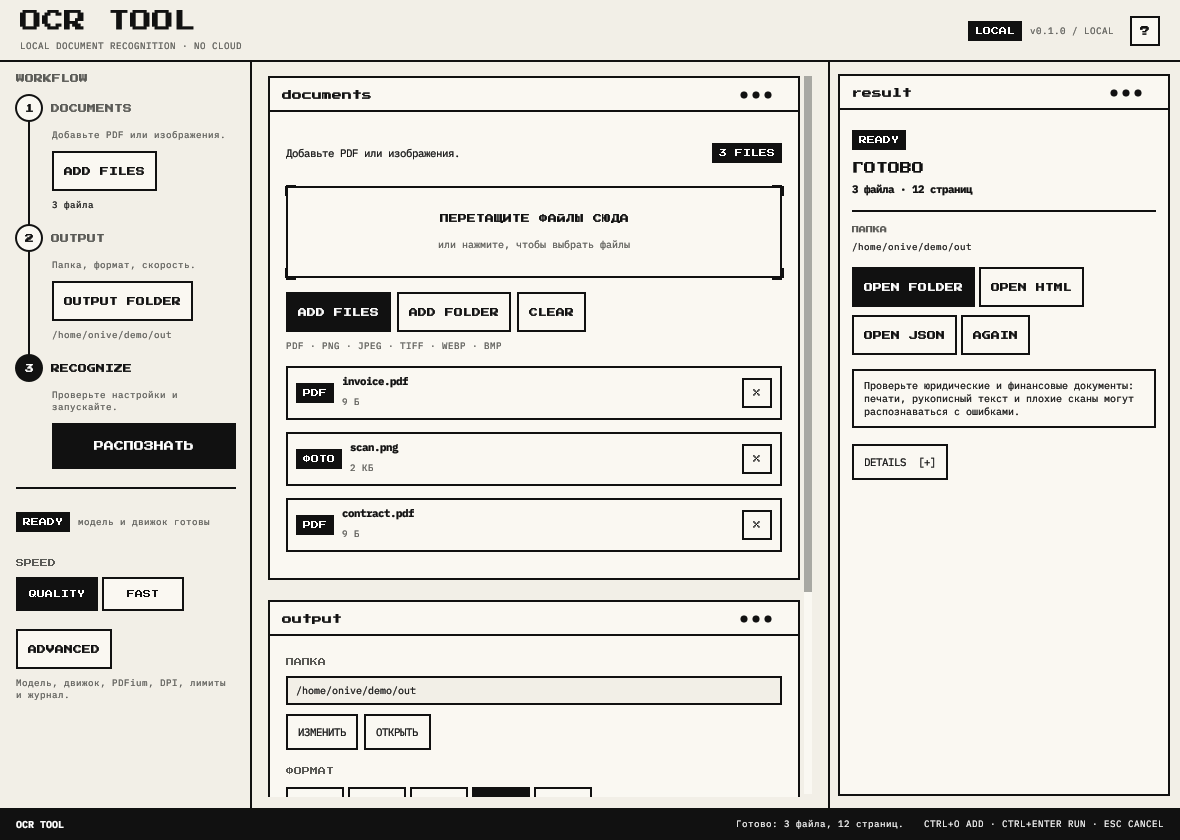 OCR TOOL
LOCAL DOCUMENT RECOGNITION · NO CLOUD
LOCAL v0.1.0 / LOCAL ?
WORKFLOW
1 DOCUMENTS
Добавьте PDF или изображения.
ADD FILES
3 файла
2 OUTPUT
Папка, формат, скорость.
OUTPUT FOLDER
/home/onive/demo/out
3 RECOGNIZE
Проверьте настройки и
запускайте.
РАСПОЗНАТЬ
READY модель и движок готовы
SPEED
QUALITY FAST
ADVANCED
Модель, движок, PDFium, DPI, лимиты
и журнал.
documents
Добавьте PDF или изображения. 3 FILES
ПЕРЕТАЩИТЕ ФАЙЛЫ СЮДА
или нажмите, чтобы выбрать файлы
ADD FILES ADD FOLDER CLEAR
PDF · PNG · JPEG · TIFF · WEBP · BMP
PDF invoice.pdf ×
9 Б
ФОТО scan.png ×
2 КБ
PDF contract.pdf ×
9 Б
output
ПАПКА
/home/onive/demo/out
ИЗМЕНИТЬ ОТКРЫТЬ
ФОРМАТ
result
READY
ГОТОВО
3 файла · 12 страниц
ПАПКА
/home/onive/demo/out
OPEN FOLDER OPEN HTML
OPEN JSON AGAIN
Проверьте юридические и финансовые документы:
печати, рукописный текст и плохие сканы могут
распознаваться с ошибками.
DETAILS [+]
OCR TOOL
Готово: 3 файла, 12 страниц. CTRL+O ADD · CTRL+ENTER RUN · ESC CANCEL